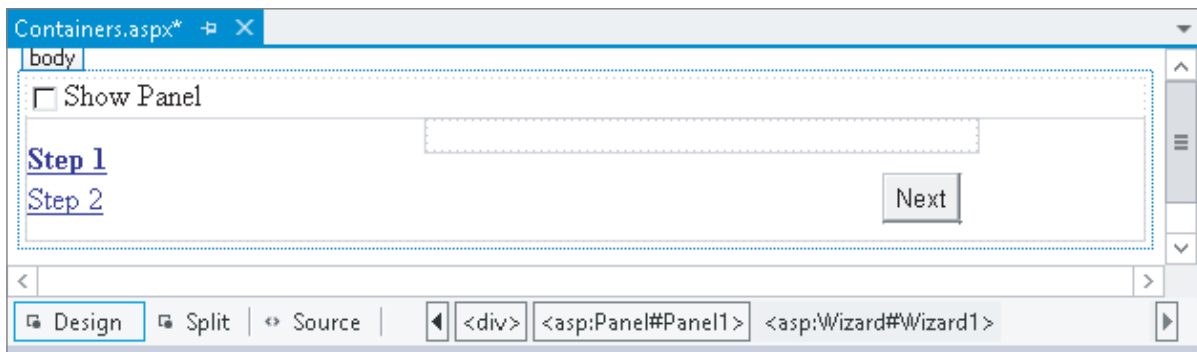 Containers.aspx*
body
Show Panel
Step 1
Step 2
Next
Design Split Source <div> <asp:Panel#Panel1> <asp:Wizard#Wizard1>